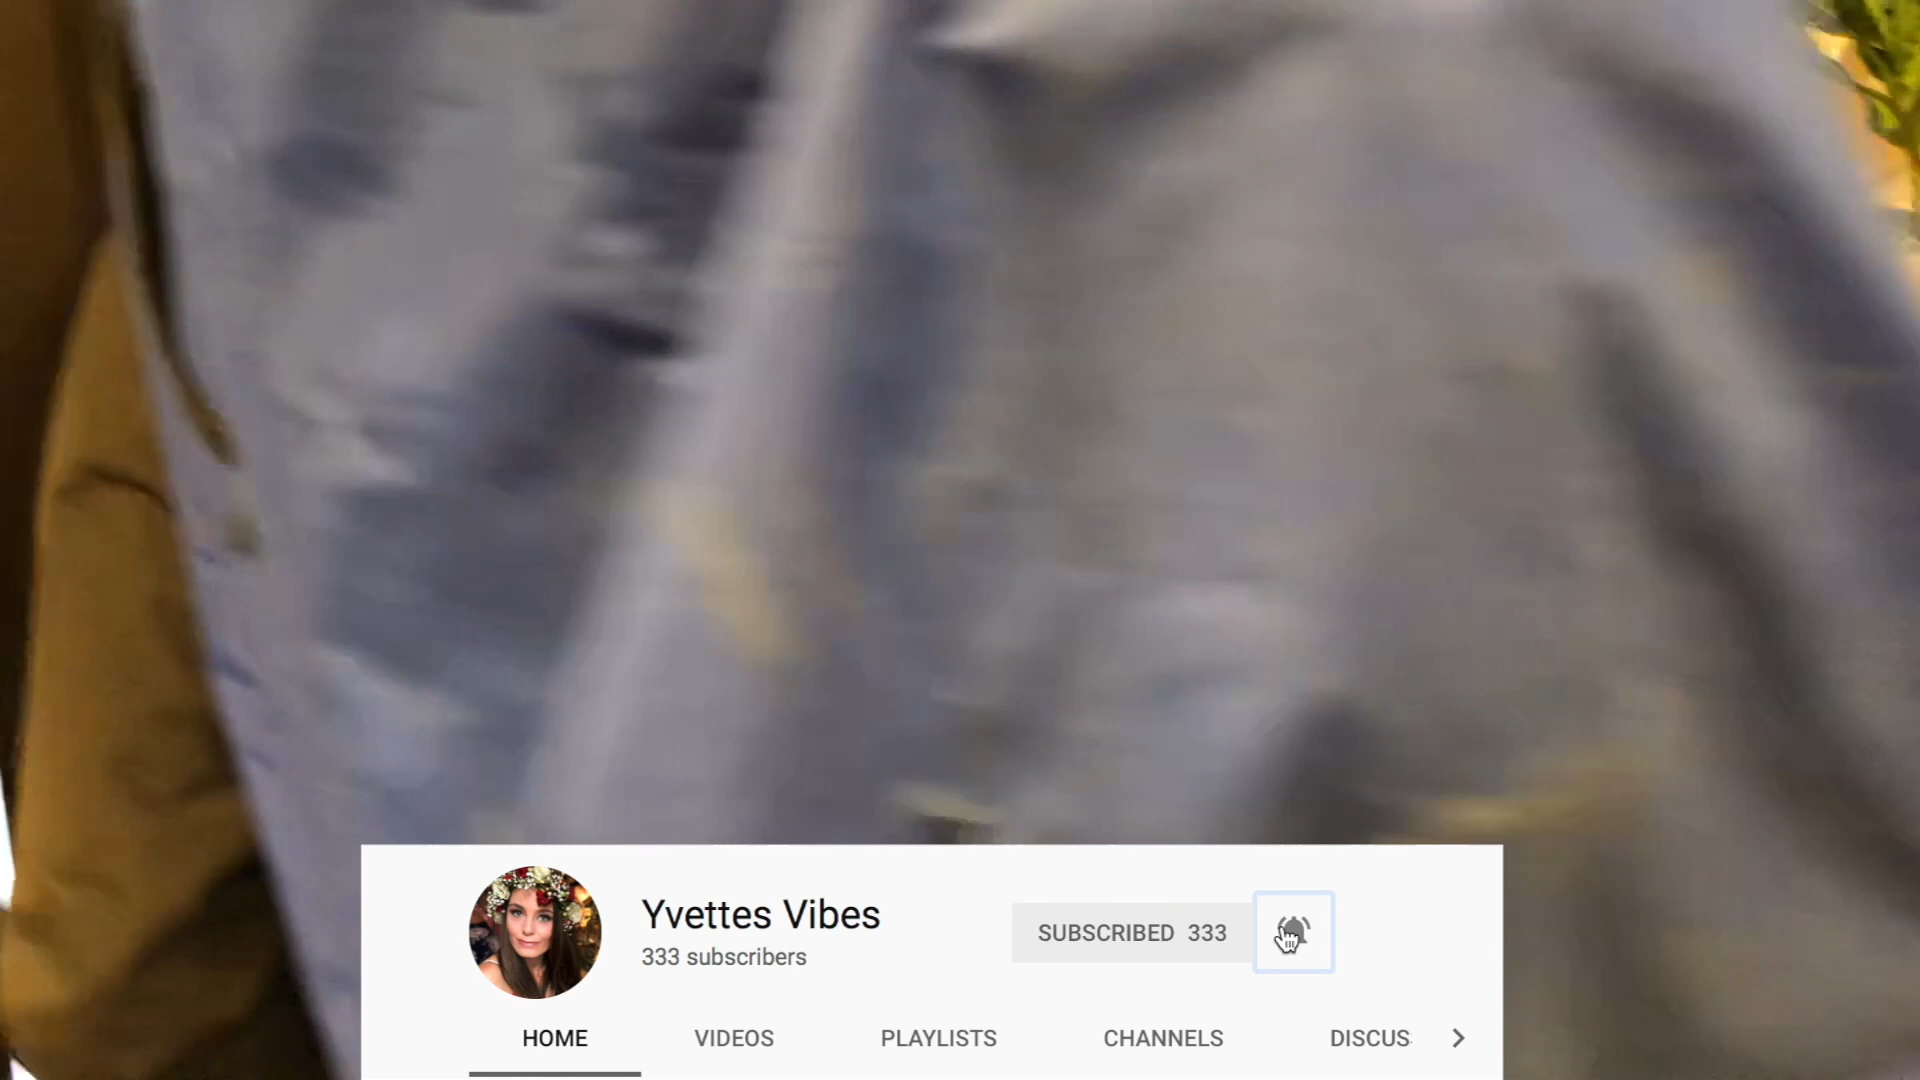 Yvettes Vibes
333 subscribers
SUBSCRIBED 333
HOME VIDEOS PLAYLISTS CHANNELS DISCUS